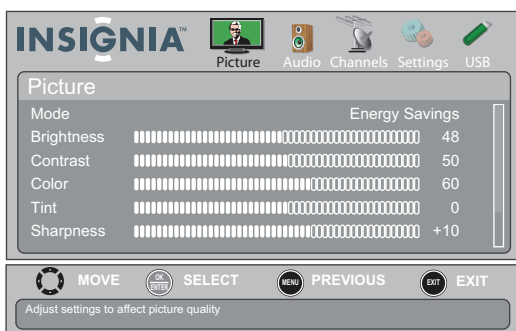 INSIGNIA™
Picture Audio Channels Settings USB
Picture
Mode Energy Savings
Brightness 48
Contrast 50
Color 60
Tint 0
Sharpness +10
MOVE OK ENTER SELECT MENU PREVIOUS EXIT EXIT
Adjust settings to affect picture quality